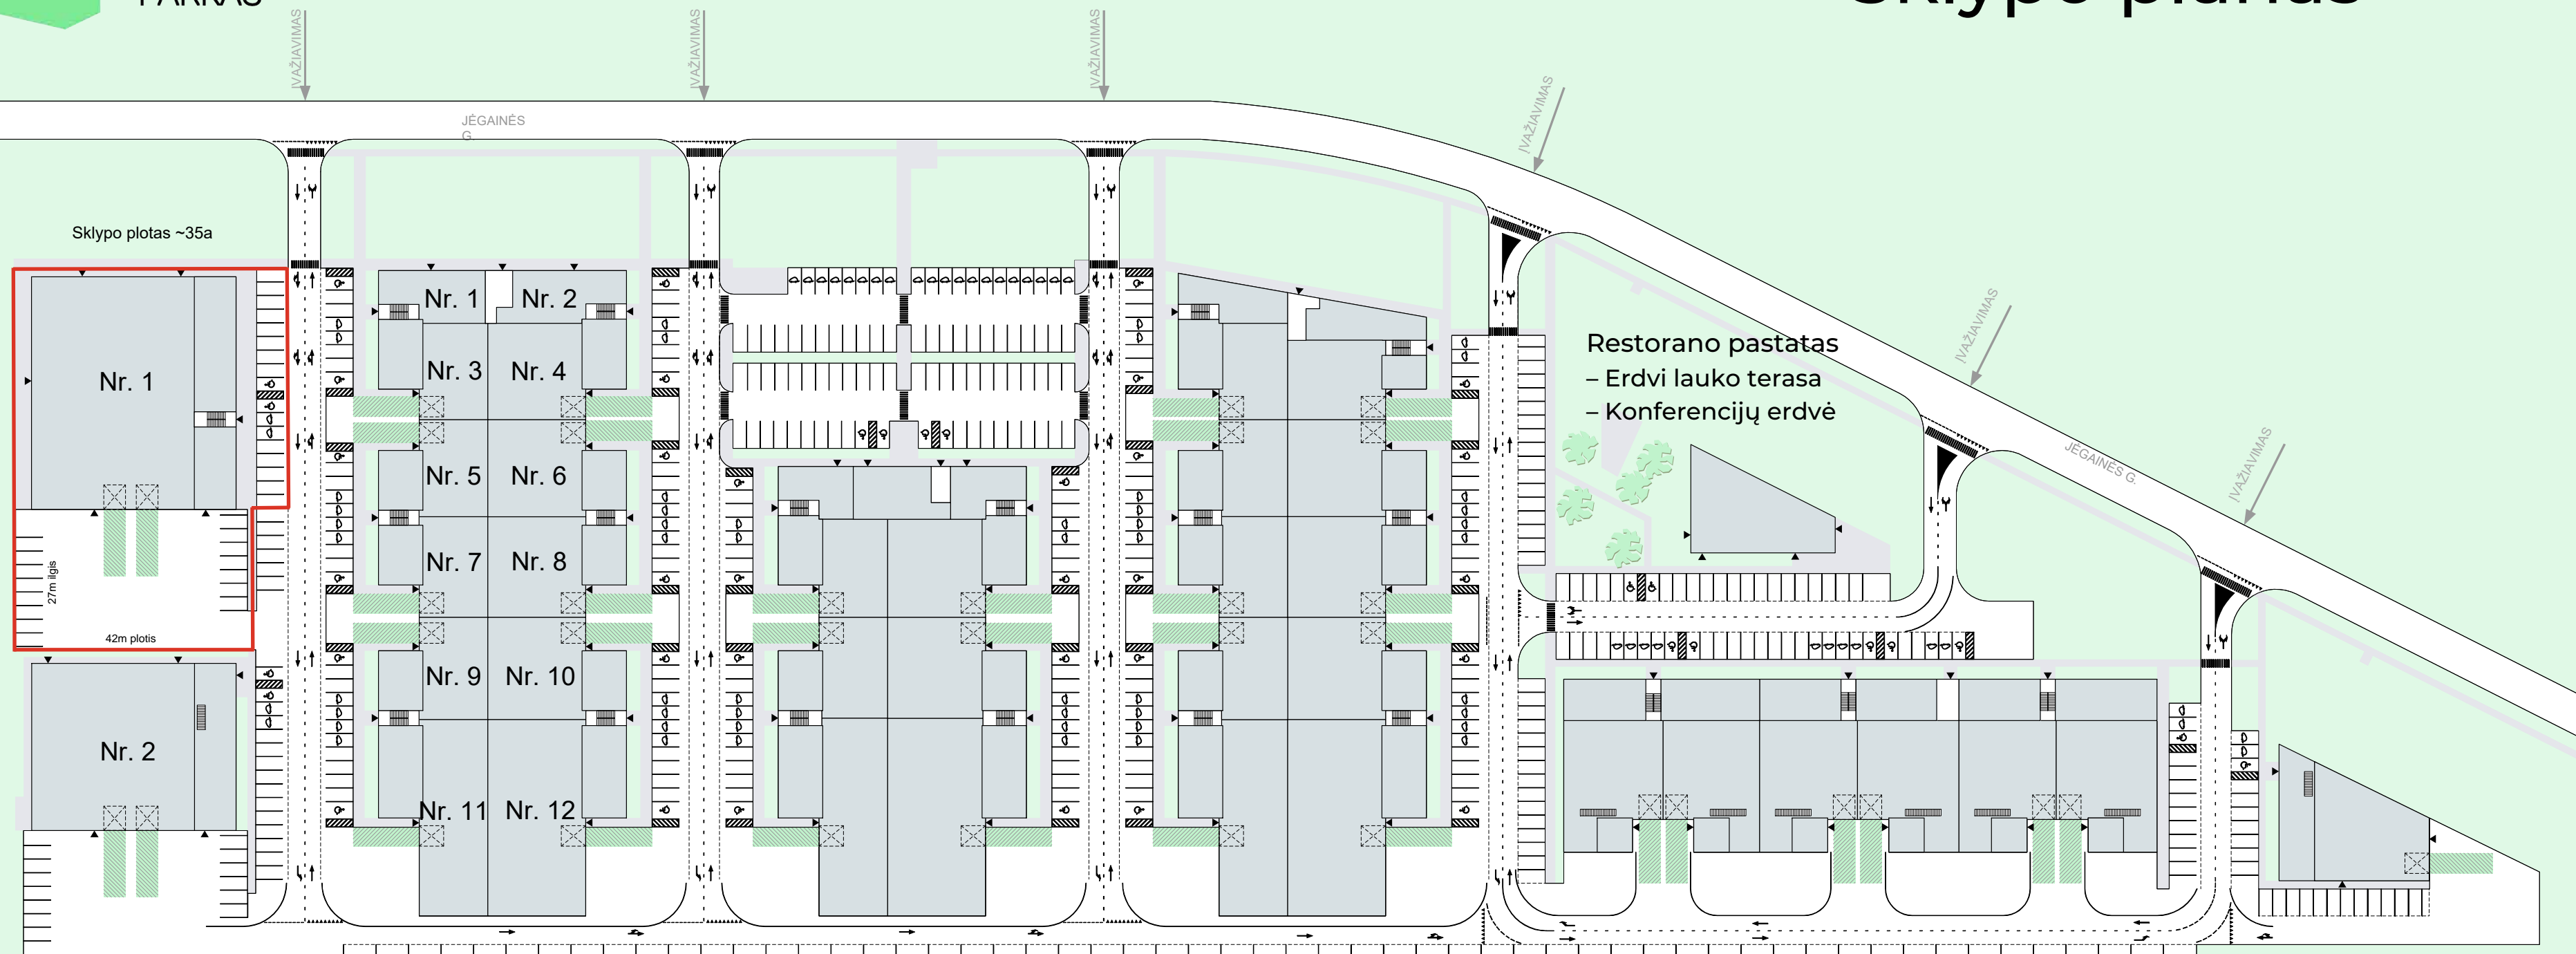 PARKAS
Sklypo planas
ĮVAŽIAVIMAS
ĮVAŽIAVIMAS
ĮVAŽIAVIMAS
ĮVAŽIAVIMAS
JĖGAINĖS
G.
Sklypo plotas ~35a
Nr. 1
27m ilgis
42m plotis
Nr. 2
Nr. 1
Nr. 2
Nr. 3
Nr. 4
Nr. 5
Nr. 6
Nr. 7
Nr. 8
Nr. 9
Nr. 10
Nr. 11
Nr. 12
Restorano pastatas
– Erdvi lauko terasa
– Konferencijų erdvė
ĮVAŽIAVIMAS
JĖGAINĖS G.
ĮVAŽIAVIMAS